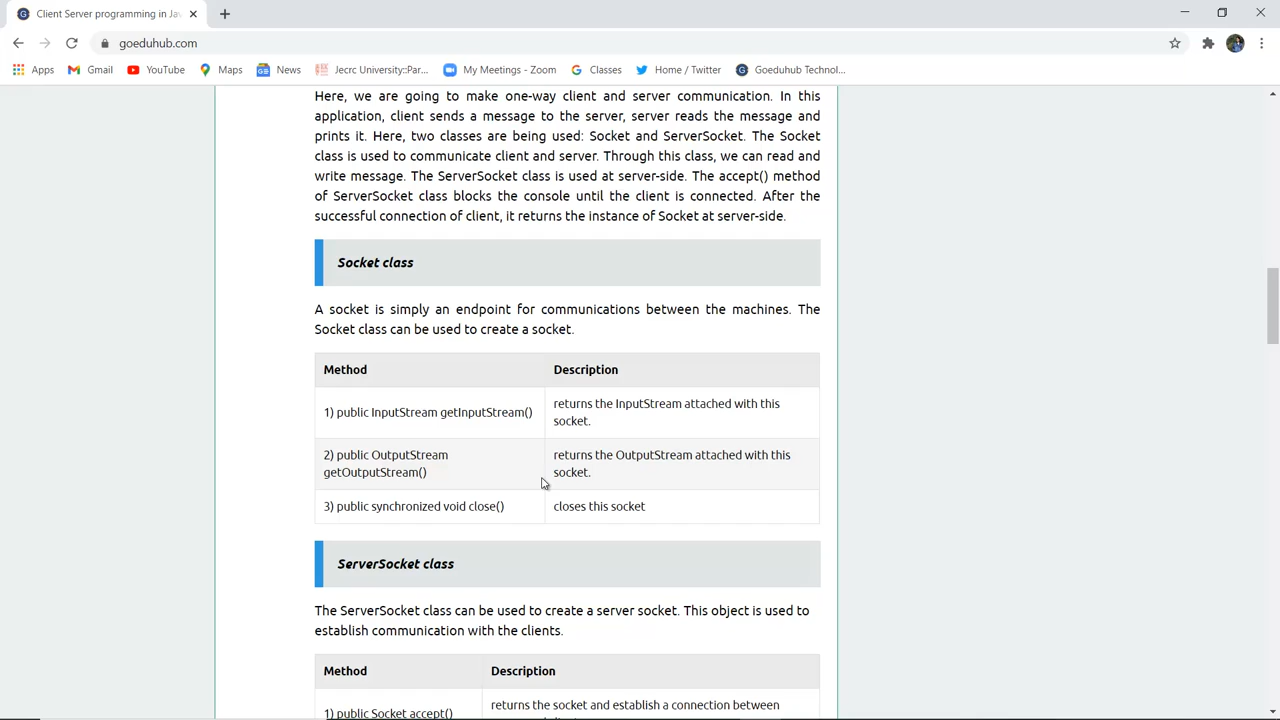 Client Server programming in Jav
goeduhub.com
Apps
Gmail
YouTube
Maps
News
Jecrc University::Par...
My Meetings - Zoom
Classes
Home / Twitter
Goeduhub Technol...
Here, we are going to make one-way client and server communication. In this
application, client sends a message to the server, server reads the message and
prints it. Here, two classes are being used: Socket and ServerSocket. The Socket
class is used to communicate client and server. Through this class, we can read and
write message. The ServerSocket class is used at server-side. The accept() method
of ServerSocket class blocks the console until the client is connected. After the
successful connection of client, it returns the instance of Socket at server-side.
Socket class
A socket is simply an endpoint for communications between the machines. The
Socket class can be used to create a socket.
Method Description
1) public InputStream getInputStream()
returns the InputStream attached with this
socket.
2) public OutputStream
getOutputStream()
returns the OutputStream attached with this
socket.
3) public synchronized void close() closes this socket
ServerSocket class
The ServerSocket class can be used to create a server socket. This object is used to
establish communication with the clients.
Method Description
1) public Socket accept()
returns the socket and establish a connection between